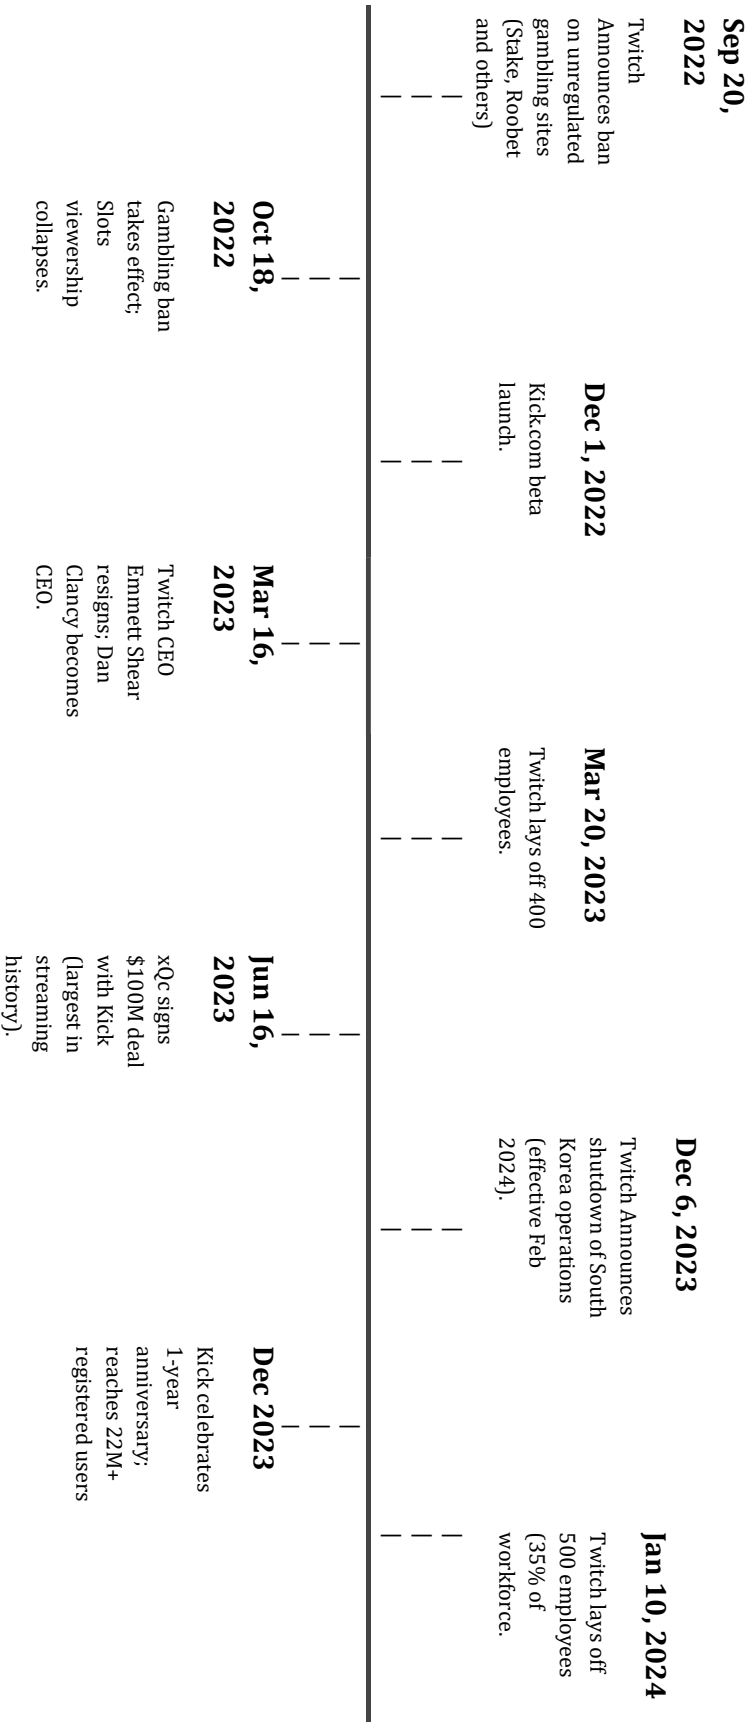 Sep 20,
2022
Twitch
Announces ban
on unregulated
gambling sites
(Stake, Roobet
and others)
Oct 18,
2022
Gambling ban
takes effect;
Slots
viewership
collapses.
Dec 1, 2022
Kick.com beta
launch.
Mar 16,
2023
Twitch CEO
Emmett Shear
resigns; Dan
Clancy becomes
CEO.
Mar 20, 2023
Twitch lays off 400
employees.
Jun 16,
2023
xQc signs
$100M deal
with Kick
(largest in
streaming
history).
Dec 6, 2023
Twitch Announces
shutdown of South
Korea operations
(effective Feb
2024).
Dec 2023
Kick celebrates
1-year
anniversary;
reaches 22M+
registered users
Jan 10, 2024
Twitch lays off
500 employees
(35% of
workforce.